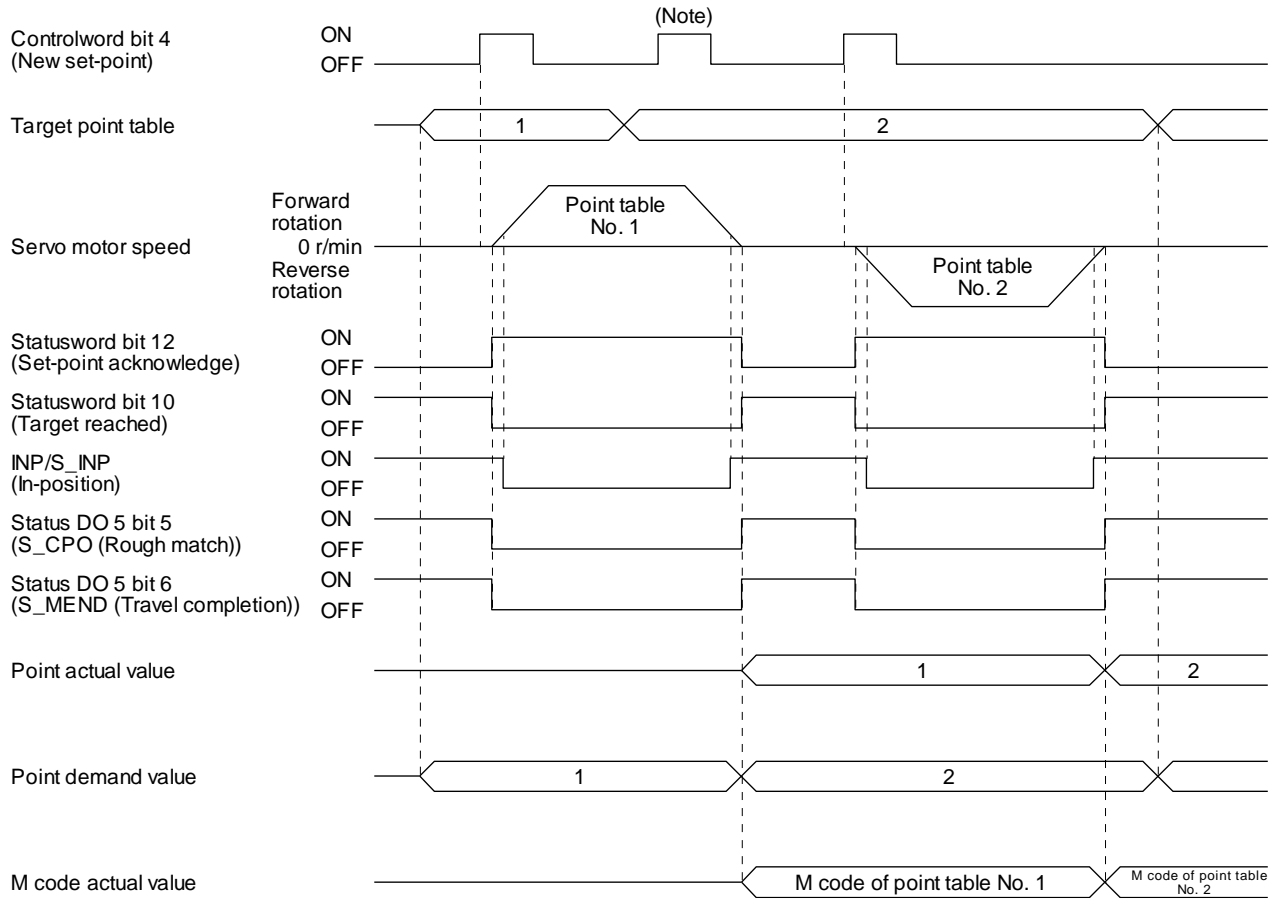 (Note)
Controlword bit 4
(New set-point)
ON
OFF
Target point table
1
2
Servo motor speed
Forward
rotation
0 r/min
Reverse
rotation
Point table
No. 1
Point table
No. 2
Statusword bit 12
(Set-point acknowledge)
ON
OFF
Statusword bit 10
(Target reached)
ON
OFF
INP/S_INP
(In-position)
ON
OFF
Status DO 5 bit 5
(S_CPO (Rough match))
ON
OFF
Status DO 5 bit 6
(S_MEND (Travel completion))
ON
OFF
Point actual value
1
2
Point demand value
1
2
M code actual value
M code of point table No. 1
M code of point table
No. 2